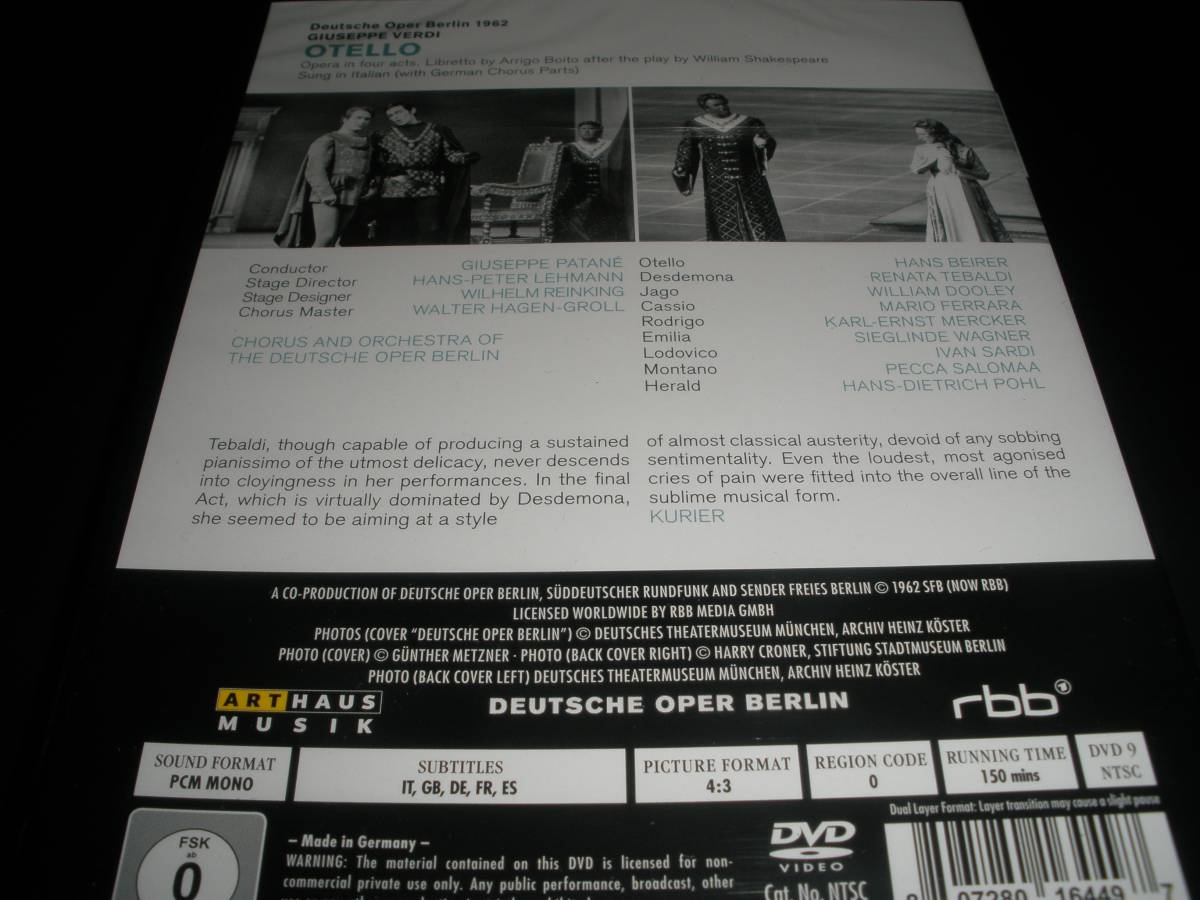 Deutsche Oper Berlin 1962
GIUSEPPE VERDI
OTELLO
Opera in four acts. Libretto by Arrigo Boito after the play by William Shakespeare
Sung in Italian (with German Chorus Parts)
Conductor GIUSEPPE PATANÉ
Stage Director HANS-PETER LEHMANN
Stage Designer WILHELM REINKING
Chorus Master WALTER HAGEN-GROLL
CHORUS AND ORCHESTRA OF
THE DEUTSCHE OPER BERLIN
Otello HANS BEIRER
Desdemona RENATA TEBALDI
Jago WILLIAM DOOLEY
Cassio MARIO FERRARA
Rodrigo KARL-ERNST MERCKER
Emilia SIEGLINDE WAGNER
Lodovico IVAN SARDI
Montano PECCA SALOMAA
Herald HANS-DIETRICH POHL
Tebaldi, though capable of producing a sustained
pianissimo of the utmost delicacy, never descends
into cloyingness in her performances. In the final
Act, which is virtually dominated by Desdemona,
she seemed to be aiming at a style
of almost classical austerity, devoid of any sobbing
sentimentality. Even the loudest, most agonised
cries of pain were fitted into the overall line of the
sublime musical form.
KURIER
A CO-PRODUCTION OF DEUTSCHE OPER BERLIN, SÜDDEUTSCHER RUNDFUNK AND SENDER FREIES BERLIN © 1962 SFB (NOW RBB)
LICENSED WORLDWIDE BY RBB MEDIA GMBH
PHOTOS (COVER "DEUTSCHE OPER BERLIN") © DEUTSCHES THEATERMUSEUM MÜNCHEN, ARCHIV HEINZ KÖSTER
PHOTO (COVER) © GÜNTHER METZNER · PHOTO (BACK COVER RIGHT) © HARRY CRONER, STIFTUNG STADTMUSEUM BERLIN
PHOTO (BACK COVER LEFT) DEUTSCHES THEATERMUSEUM MÜNCHEN, ARCHIV HEINZ KÖSTER
ARTHAUS
MUSIK
DEUTSCHE OPER BERLIN
rbb
SOUND FORMAT
PCM MONO
SUBTITLES
IT, GB, DE, FR, ES
PICTURE FORMAT
4:3
REGION CODE
0
RUNNING TIME
150 mins
DVD 9
NTSC
Dual Layer Format: Layer transition may cause a slight pause
FSK
ab
0
– Made in Germany –
WARNING: The material contained on this DVD is licensed for non-
commercial private use only. Any public performance, broadcast, other
DVD
VIDEO
Cat. No. NTSC
07280 16449 7